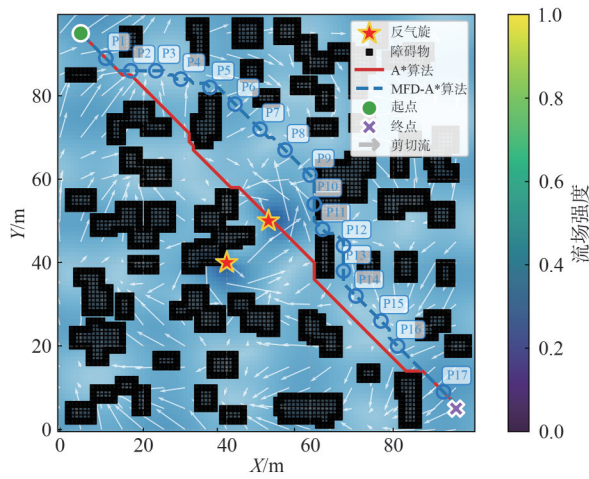 反气旋
障碍物
A*算法
MFD-A*算法
起点
终点
剪切流
P1
P2
P3
P4
P5
P6
P7
P8
P9
P10
P11
P12
P13
P14
P15
P16
P17
80
60
40
20
0
Y/m
0
20
40
60
80
X/m
1.0
0.8
0.6
0.4
0.2
0.0
流场强度